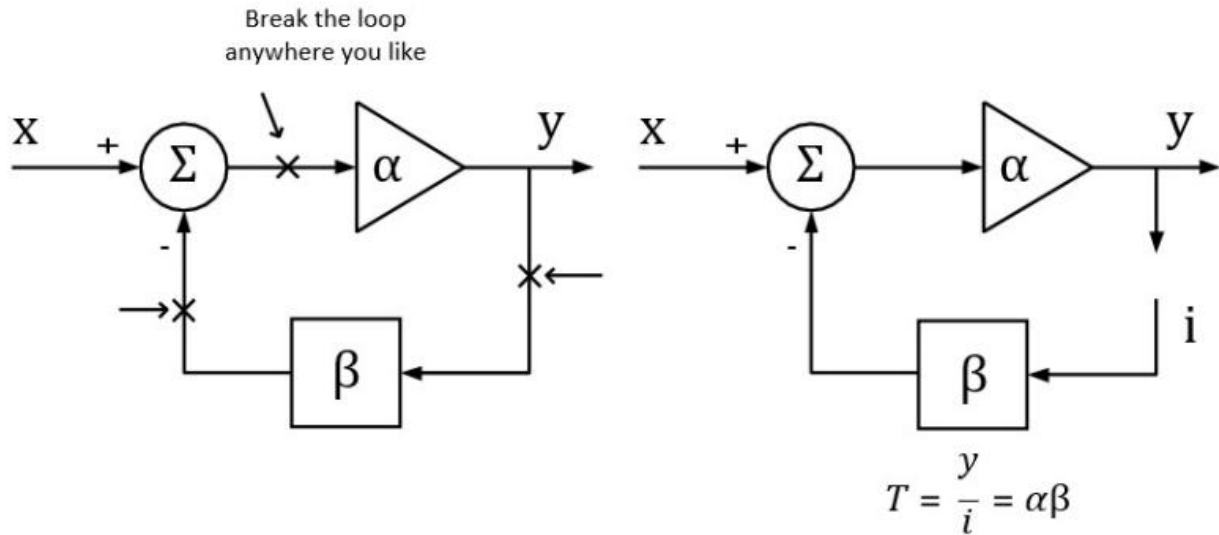 Break the loop
anywhere you like
x + Σ α y
-
β
x + Σ α y
-
i
β
T = y/i = αβ